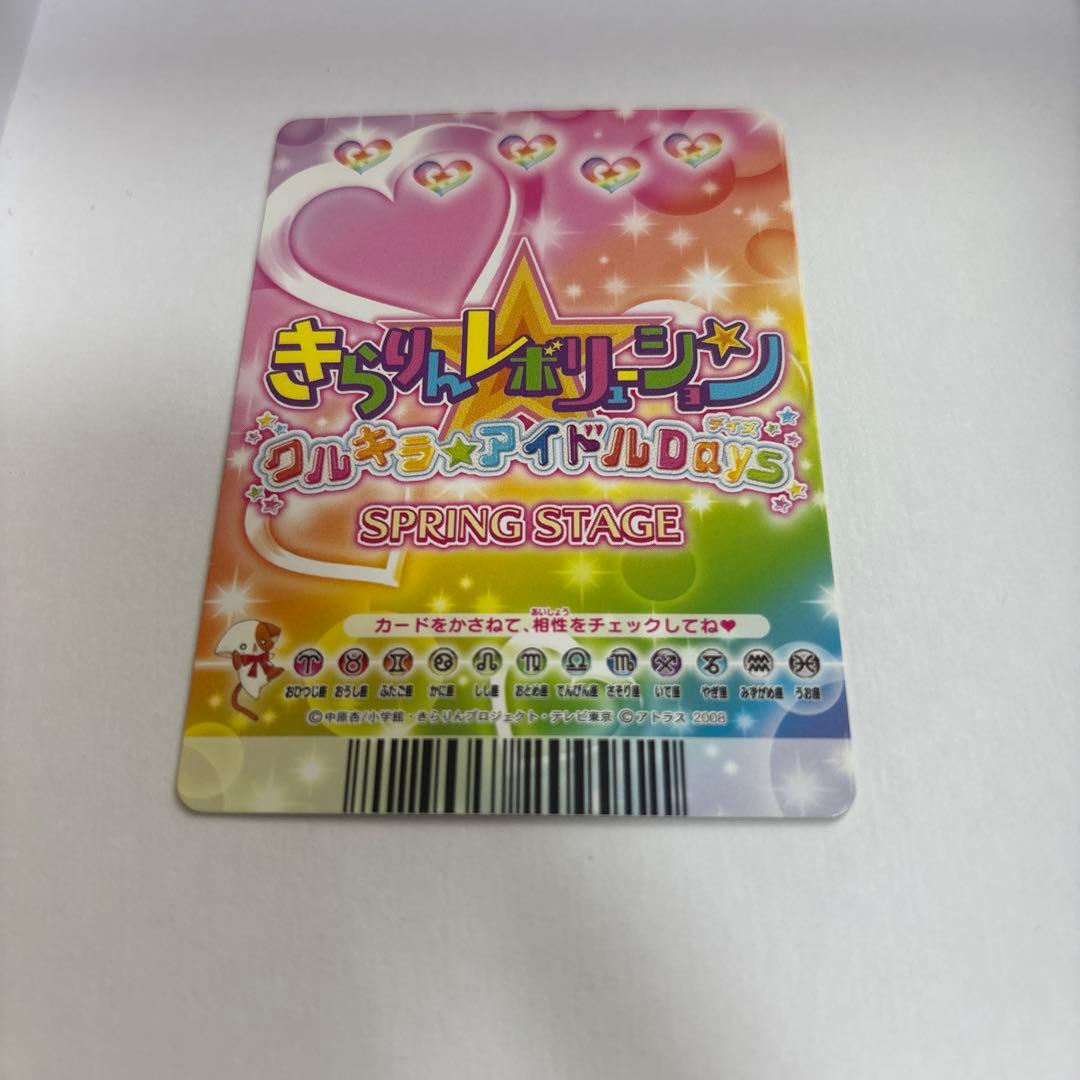 きらりんレボリューション
デイズ
クルキラ★アイドルDays
SPRING STAGE
あいしょう
カードをかさねて、相性をチェックしてね♥
♈ ♉ ♊ ♋ ♌ ♍ ♎ ♏ ♐ ♑ ♒ ♓
おひつじ座 おうし座 ふたご座 かに座 しし座 おとめ座 てんびん座 さそり座 いて座 やぎ座 みずがめ座 うお座
©中原杏/小学館・きらりんプロジェクト・テレビ東京 ©アトラス 2008